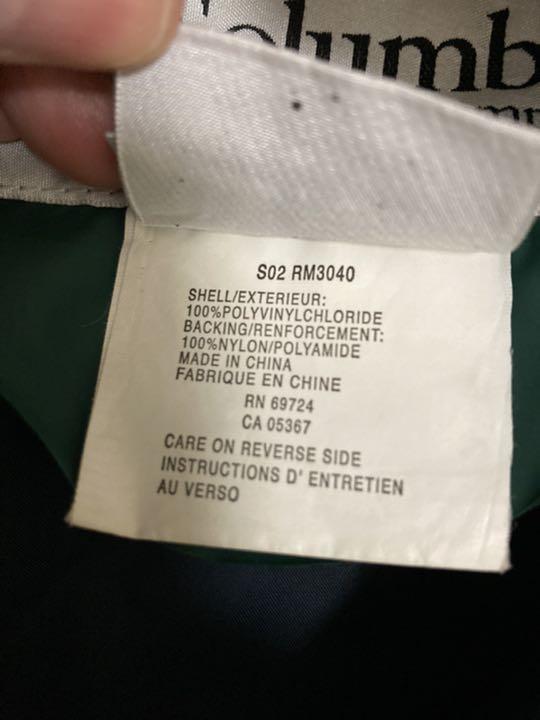 S02 RM3040
SHELL/EXTERIEUR:
100%POLYVINYLCHLORIDE
BACKING/RENFORCEMENT:
100%NYLON/POLYAMIDE
MADE IN CHINA
FABRIQUE EN CHINE
RN 69724
CA 05367
CARE ON REVERSE SIDE
INSTRUCTIONS D' ENTRETIEN
AU VERSO